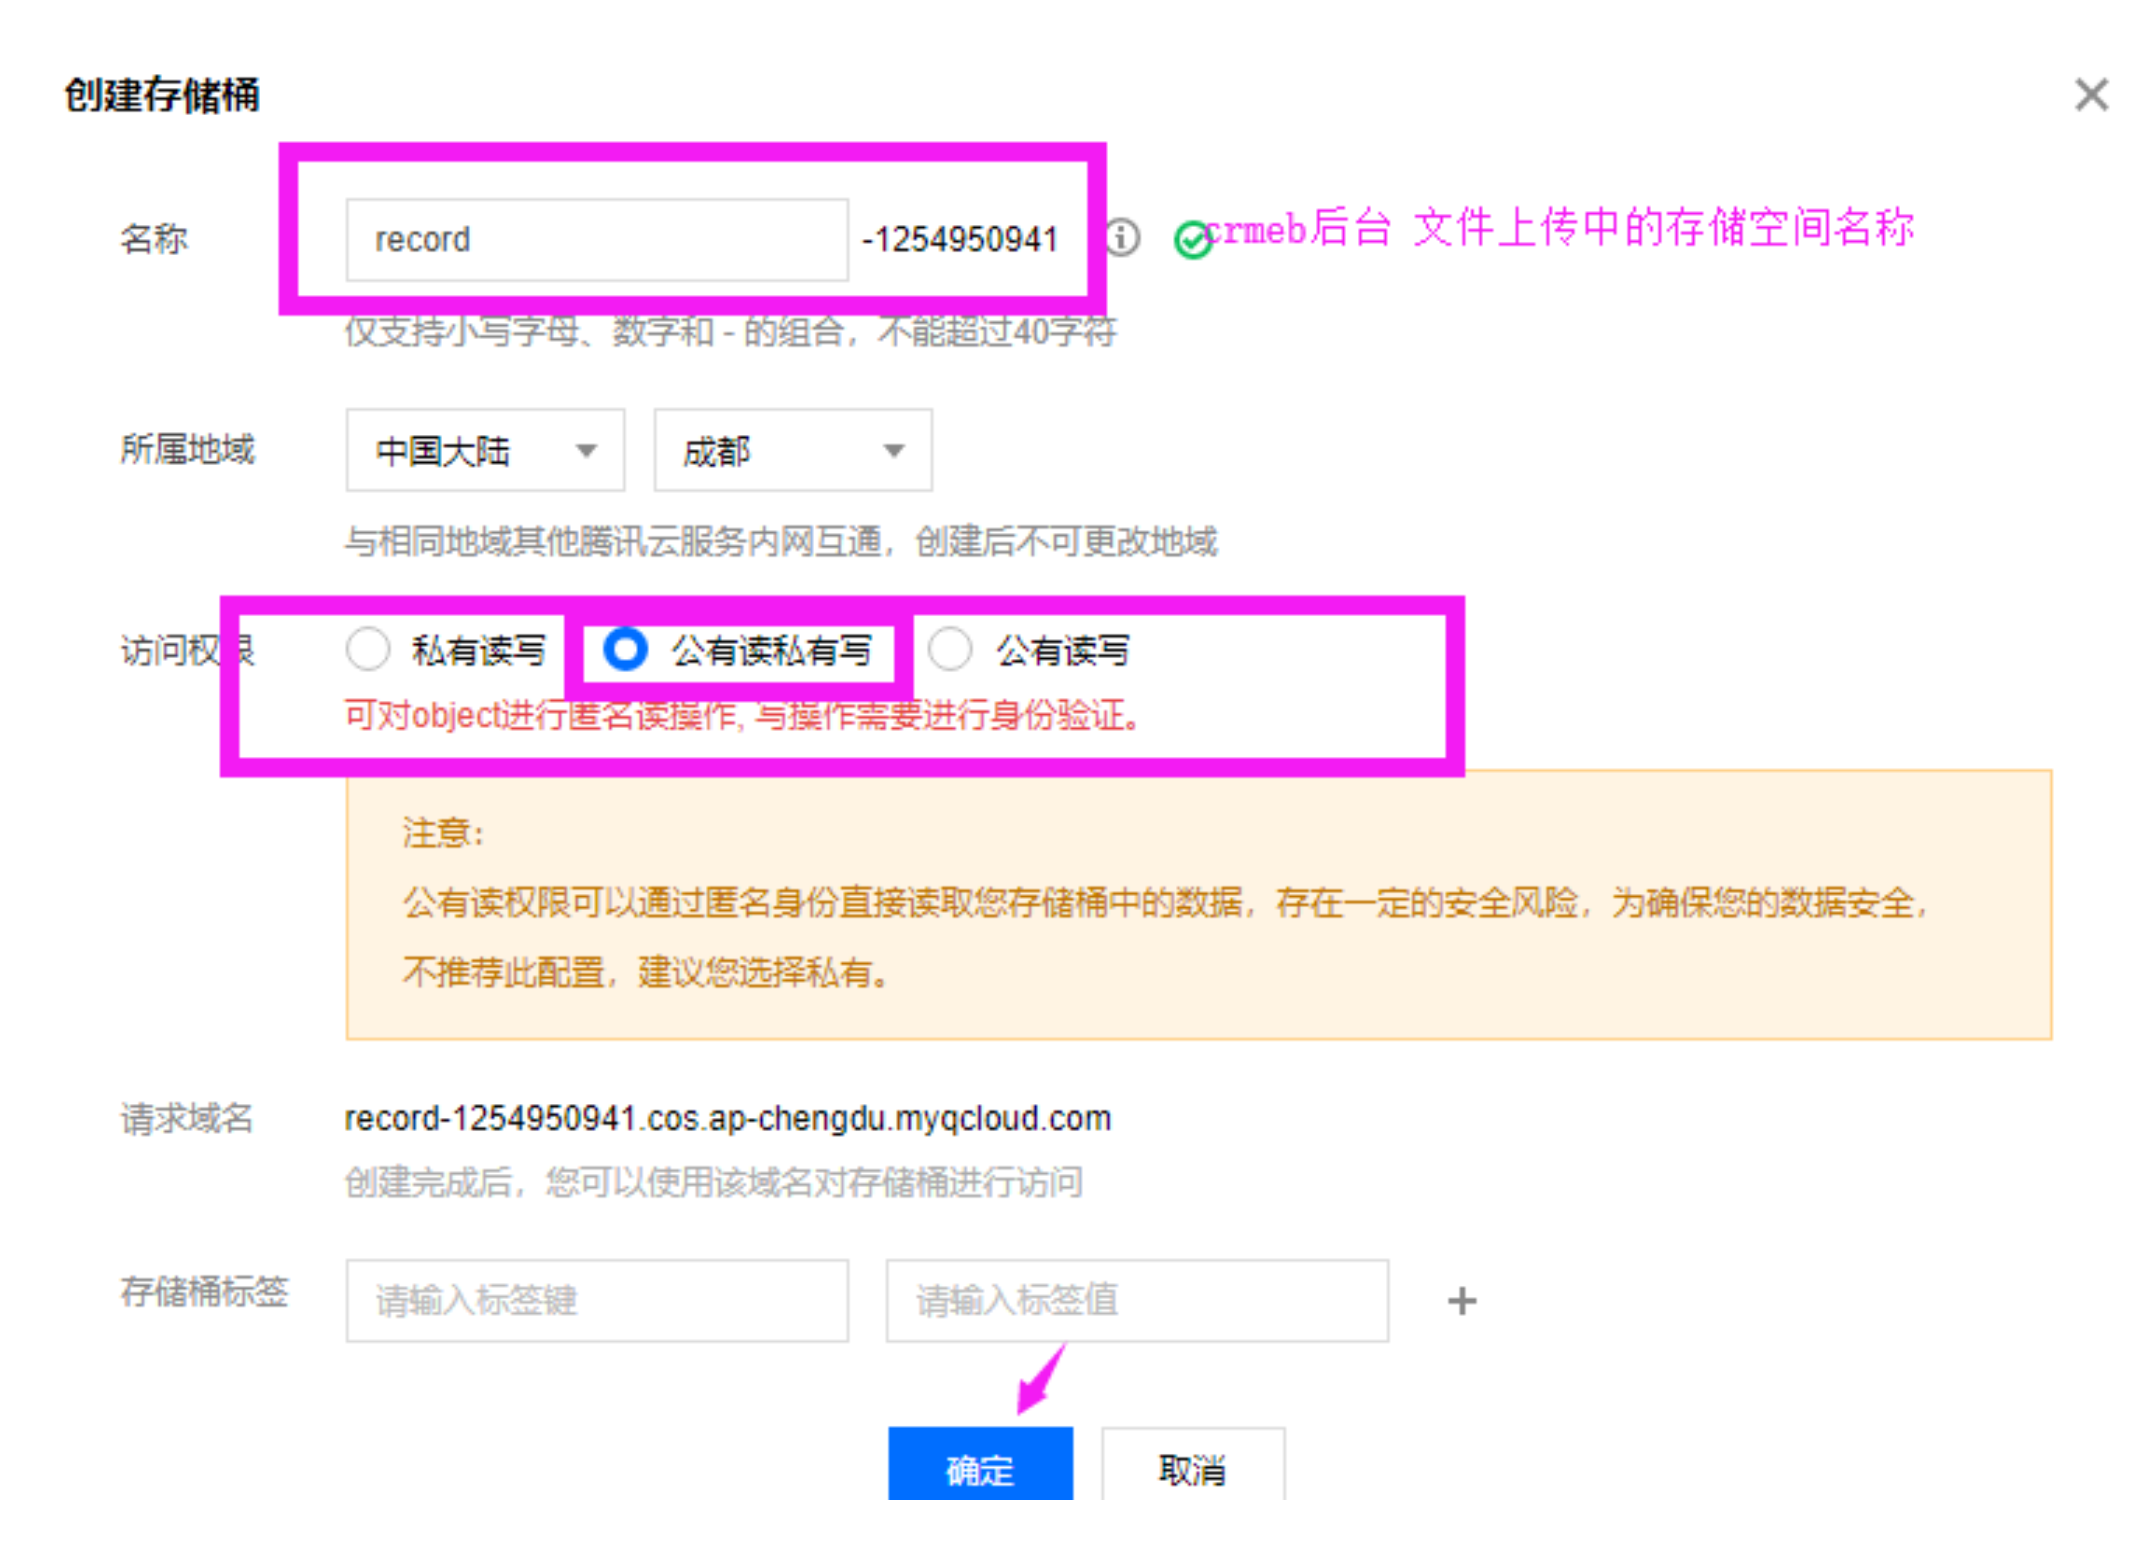 创建存储桶
名称
record
-1254950941
crmeb后台 文件上传中的存储空间名称
仅支持小写字母、数字和 - 的组合，不能超过40字符
所属地域
中国大陆
成都
与相同地域其他腾讯云服务内网互通，创建后不可更改地域
访问权限
私有读写
公有读私有写
公有读写
可对object进行匿名读操作, 写操作需要进行身份验证。
注意：
公有读权限可以通过匿名身份直接读取您存储桶中的数据，存在一定的安全风险，为确保您的数据安全，
不推荐此配置，建议您选择私有。
请求域名
record-1254950941.cos.ap-chengdu.myqcloud.com
创建完成后，您可以使用该域名对存储桶进行访问
存储桶标签
请输入标签键
请输入标签值
确定
取消